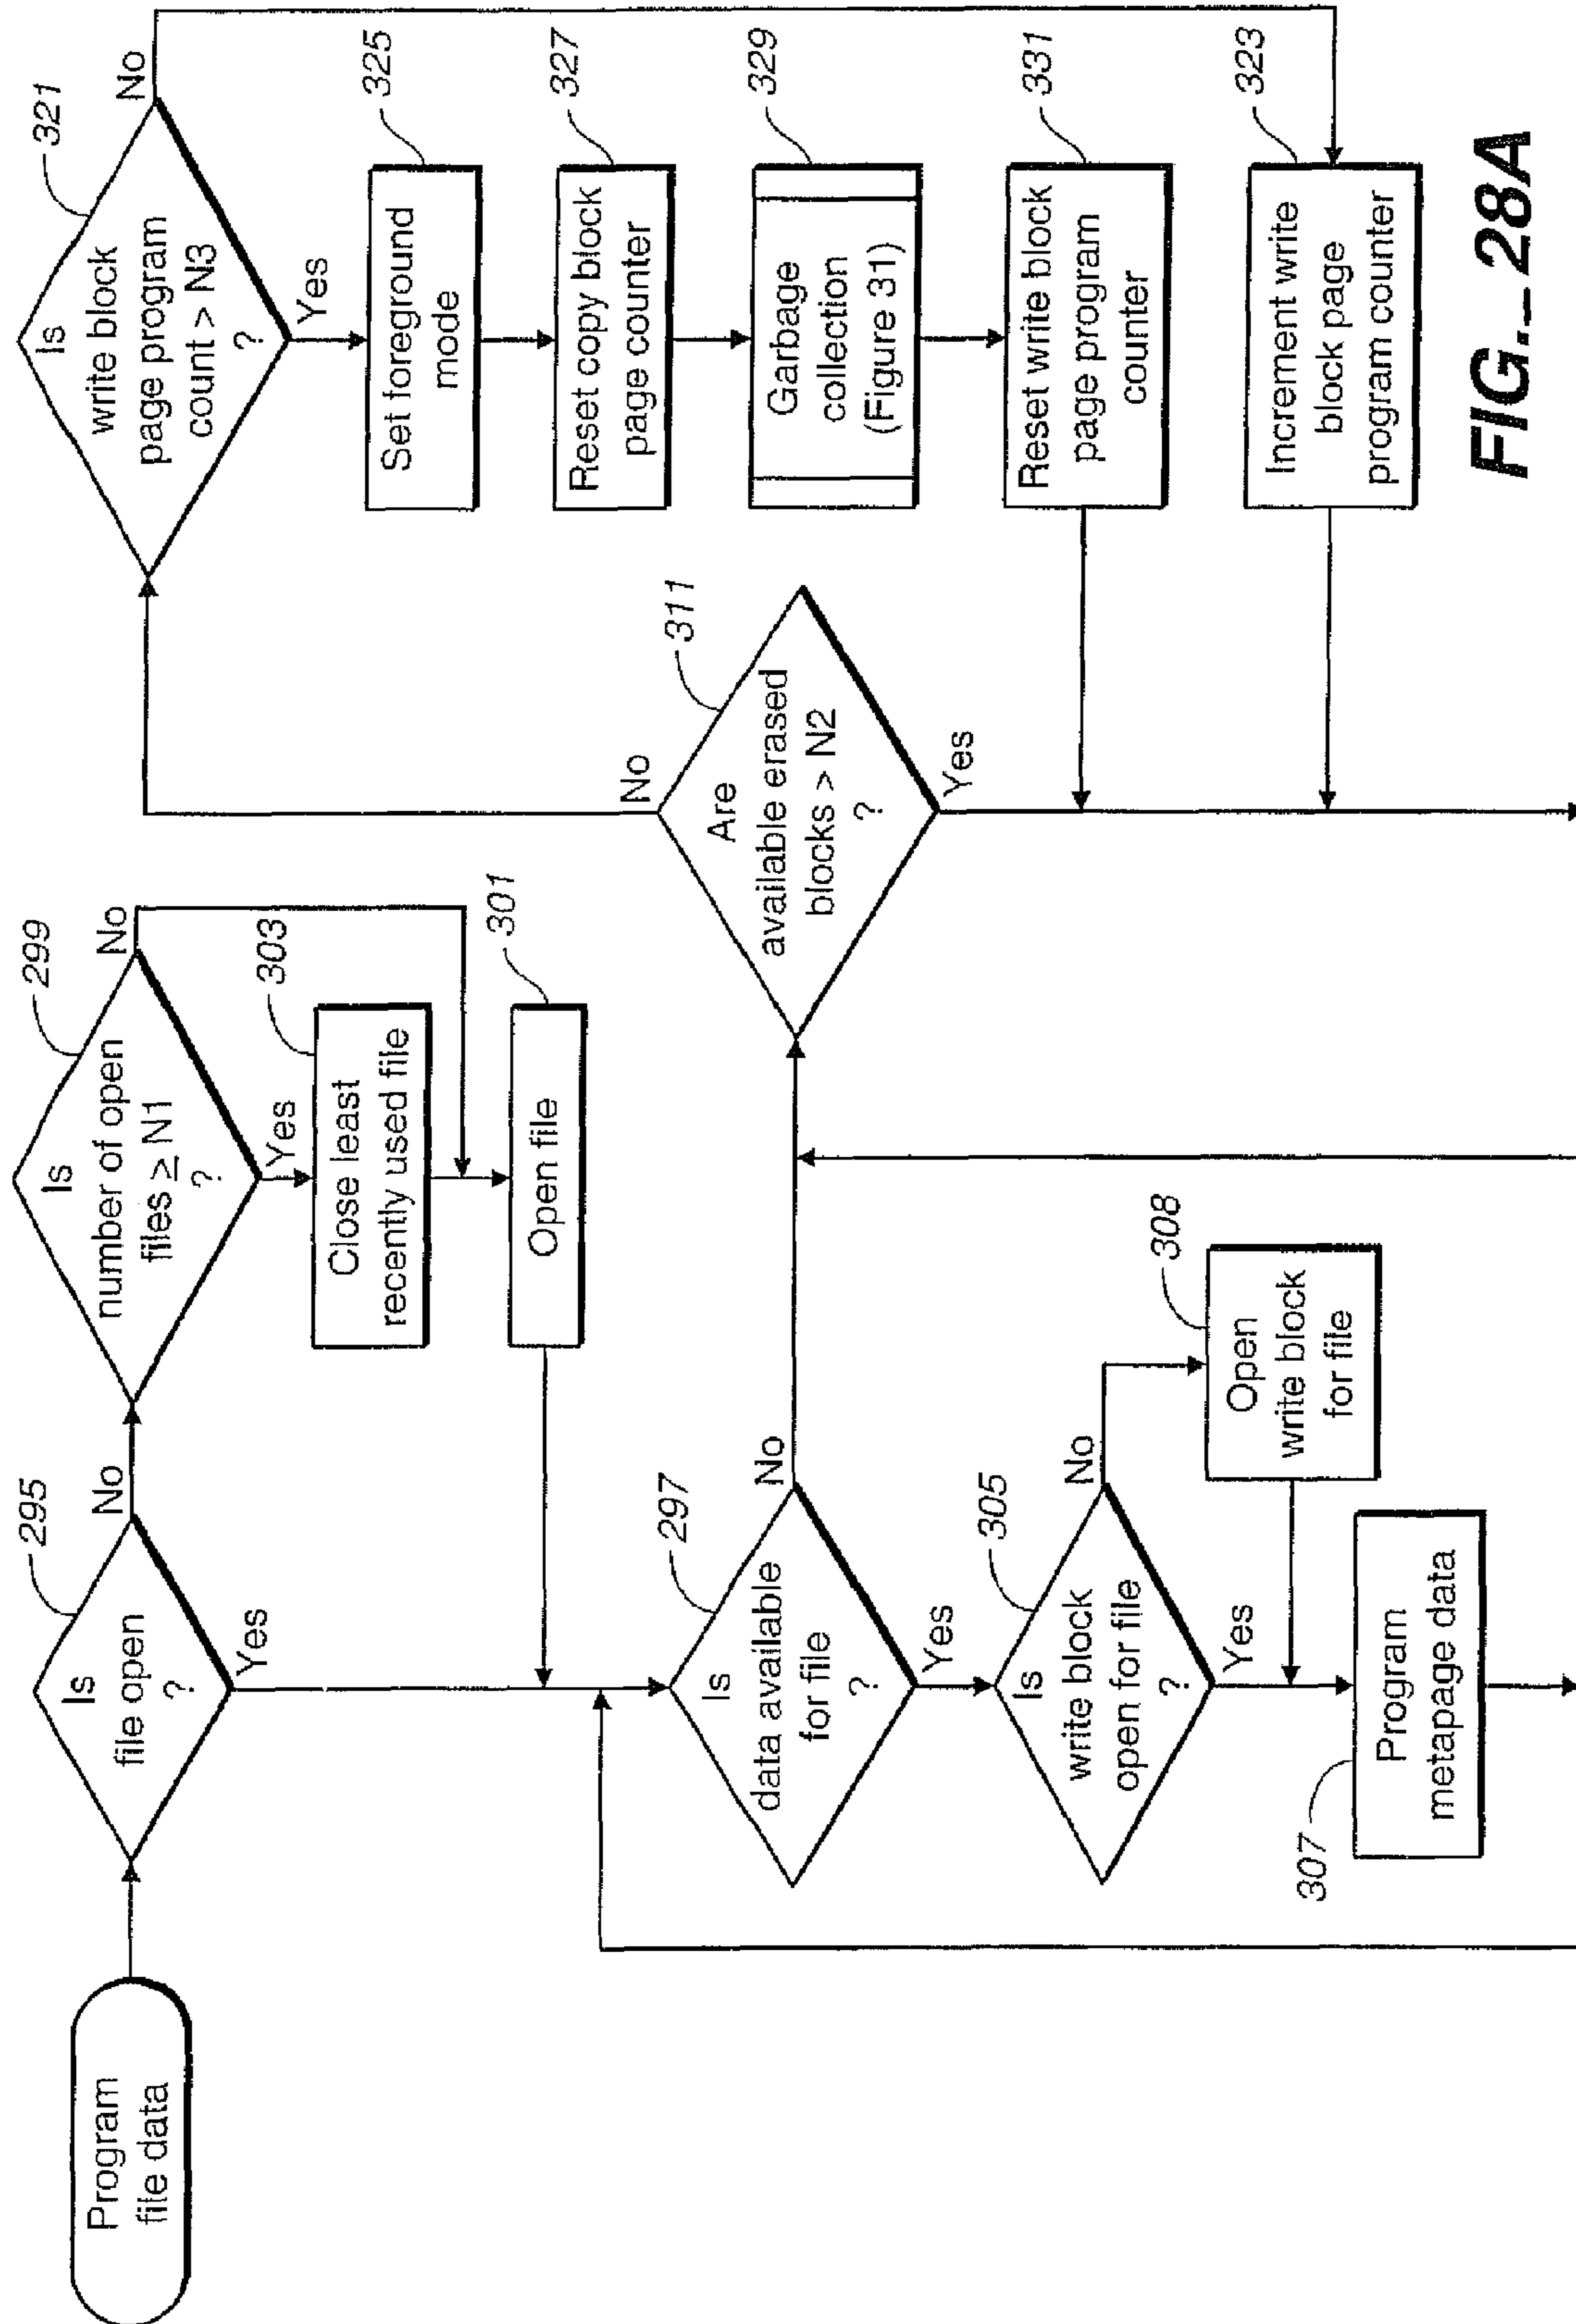 Program
file data
295
Is
file open
?
No
Yes
299
Is
number of open
files ≥ N1
?
No
Yes
303
Close least
recently used file
301
Open file
297
Is
data available
for file
?
No
Yes
305
Is
write block
open for file
?
No
Yes
308
Open
write block
for file
307
Program
metapage data
311
Are
available erased
blocks > N2
?
No
Yes
321
Is
write block
page program
count > N3
?
No
Yes
325
Set foreground
mode
327
Reset copy block
page counter
329
Garbage
collection
(Figure 31)
331
Reset write block
page program
counter
323
Increment write
block page
program counter
FIG._28A